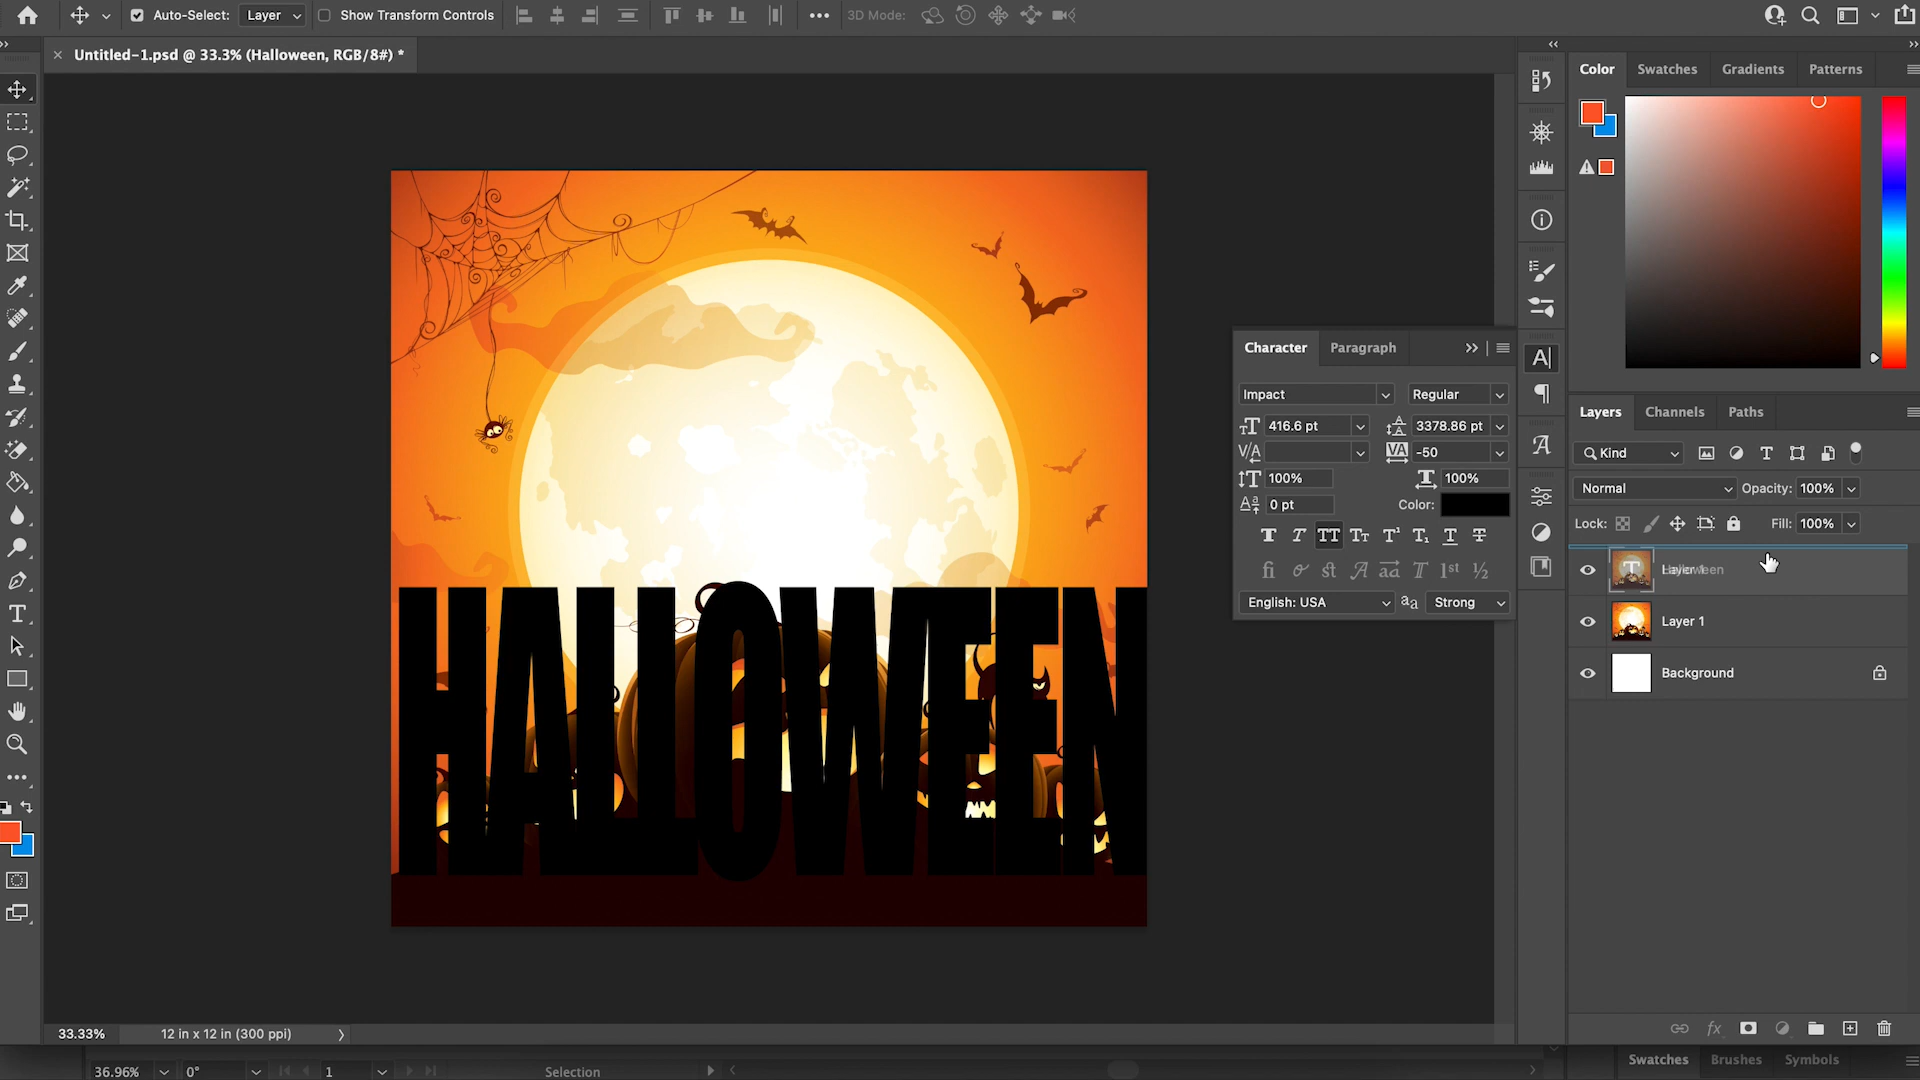 Auto-Select: Layer Show Transform Controls 3D Mode:
Untitled-1.psd @ 33.3% (Halloween, RGB/8#) *
Color Swatches Gradients Patterns
Character Paragraph
Impact Regular
416.6 pt 3378.86 pt
-50
100% 100%
0 pt Color:
English: USA Strong
Layers Channels Paths
Kind
Normal Opacity: 100%
Lock: Fill: 100%
Layer 1
Background
HALLOWEEN
33.33% 12 in x 12 in (300 ppi)
Swatches Brushes Symbols
36.96% 0° 1 Selection